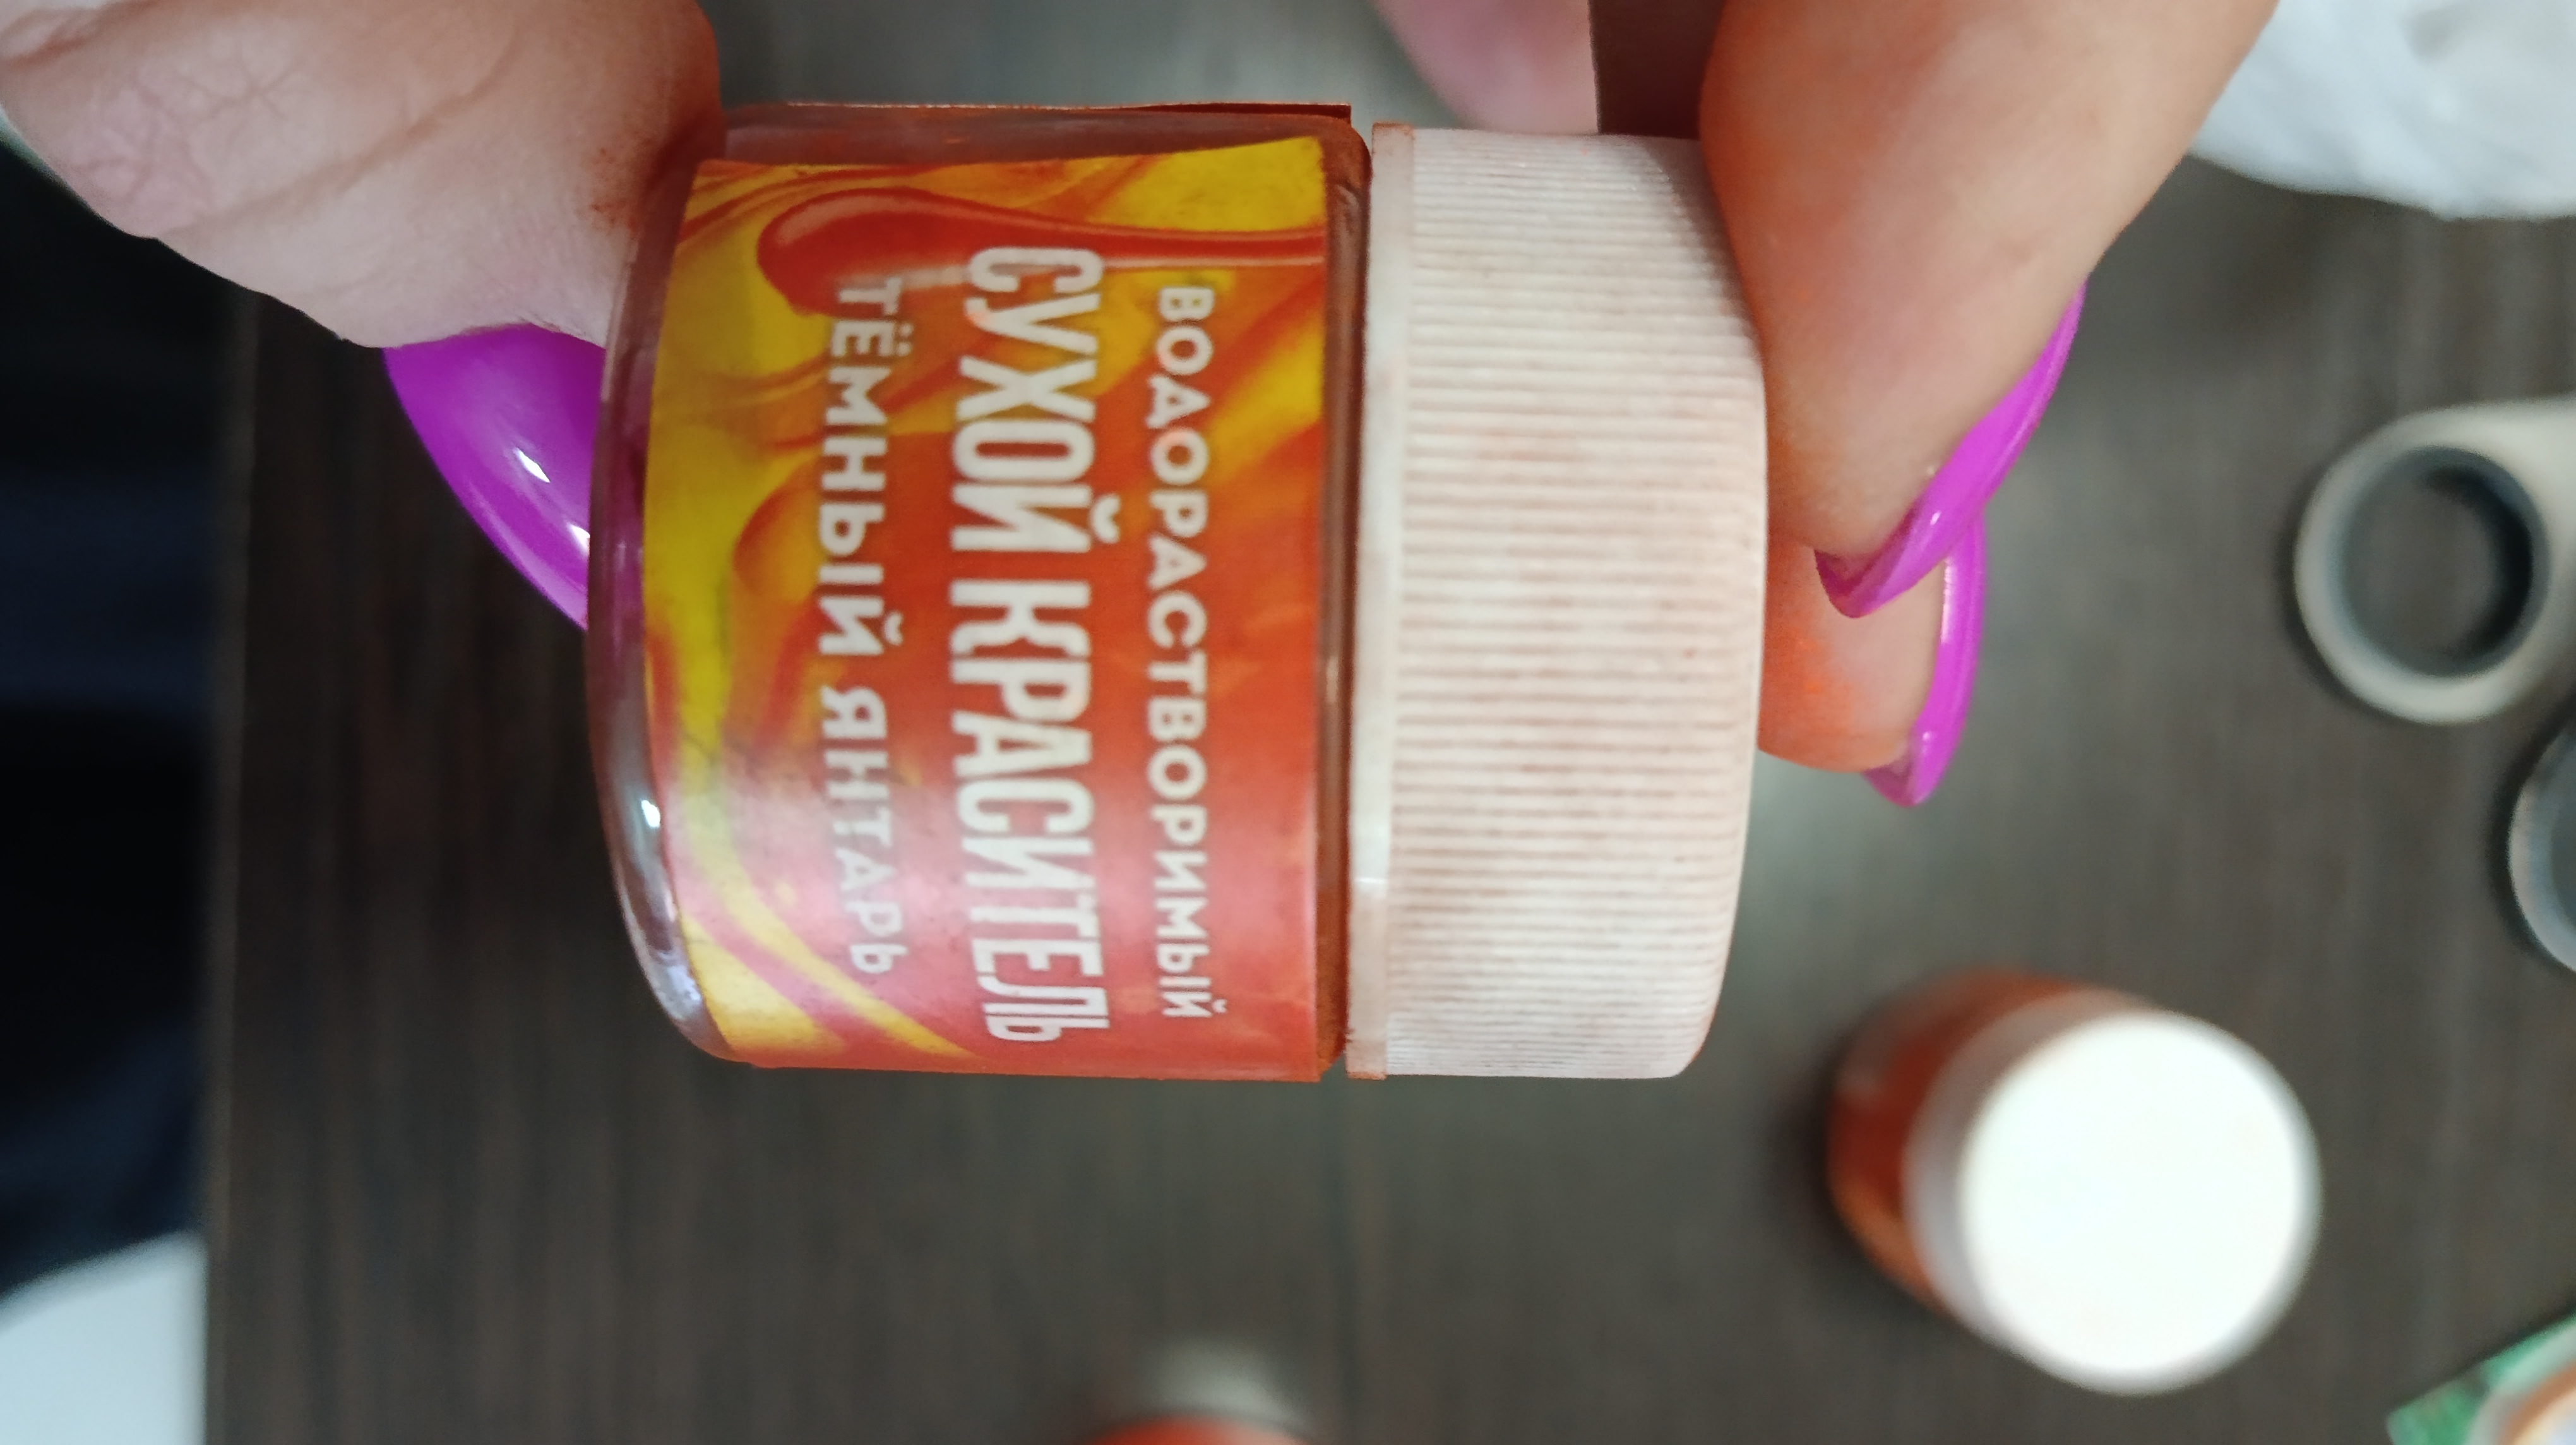 ВОДОРАСТВОРИМЫЙ
СУХОЙ КРАСИТЕЛЬ
ТЁМНЫЙ ЯНТАРЬ